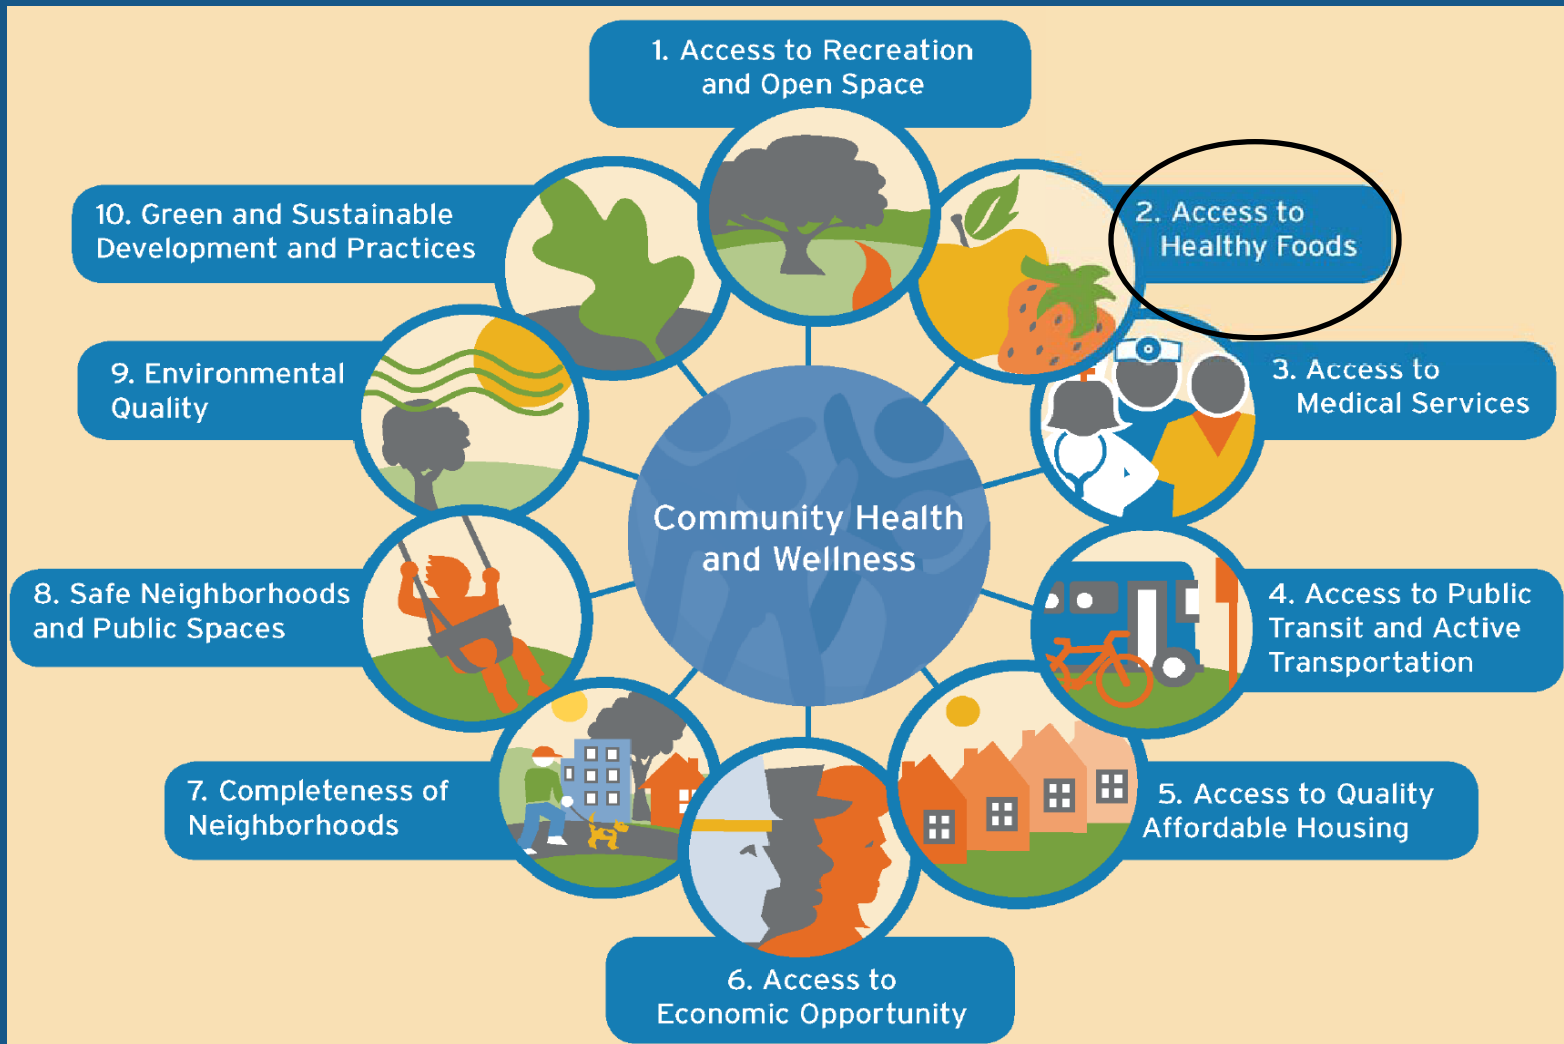 1. Access to Recreation
and Open Space
2. Access to
Healthy Foods
3. Access to
Medical Services
4. Access to Public
Transit and Active
Transportation
5. Access to Quality
Affordable Housing
6. Access to
Economic Opportunity
7. Completeness of
Neighborhoods
8. Safe Neighborhoods
and Public Spaces
9. Environmental
Quality
10. Green and Sustainable
Development and Practices
Community Health
and Wellness